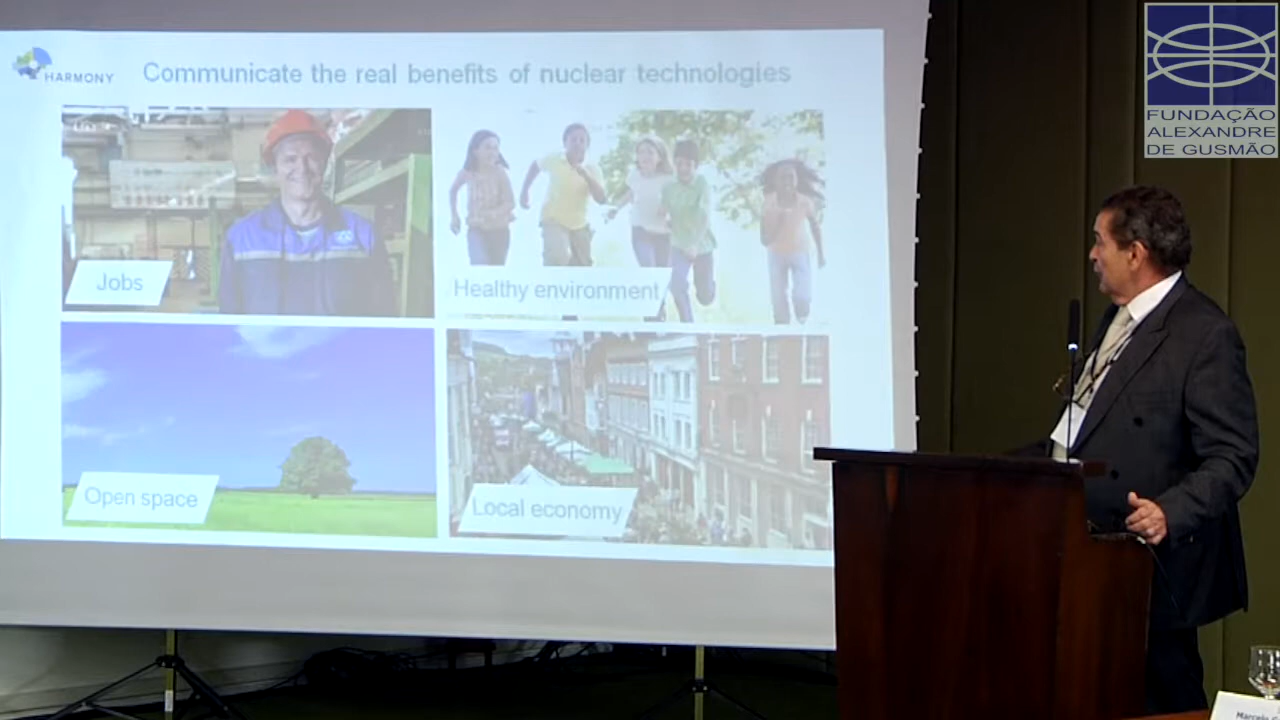 HARMONY
Communicate the real benefits of nuclear technologies
Jobs
Healthy environment
Open space
Local economy
FUNDAÇÃO
ALEXANDRE
DE GUSMÃO